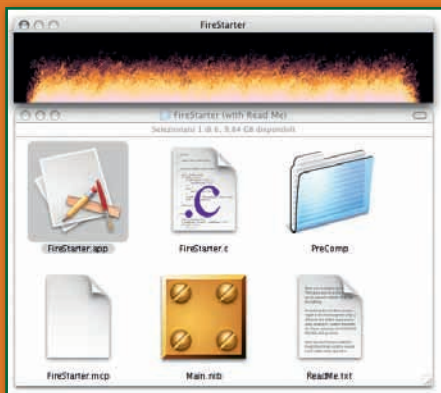 FireStarter
FireStarter (with Read Me)
Selezionato 1 di 6, 9,64 GB disponibili
.C
FireStarter.app
FireStarter.c
PreComp
FireStarter.mcp
Main.nib
ReadMe.txt